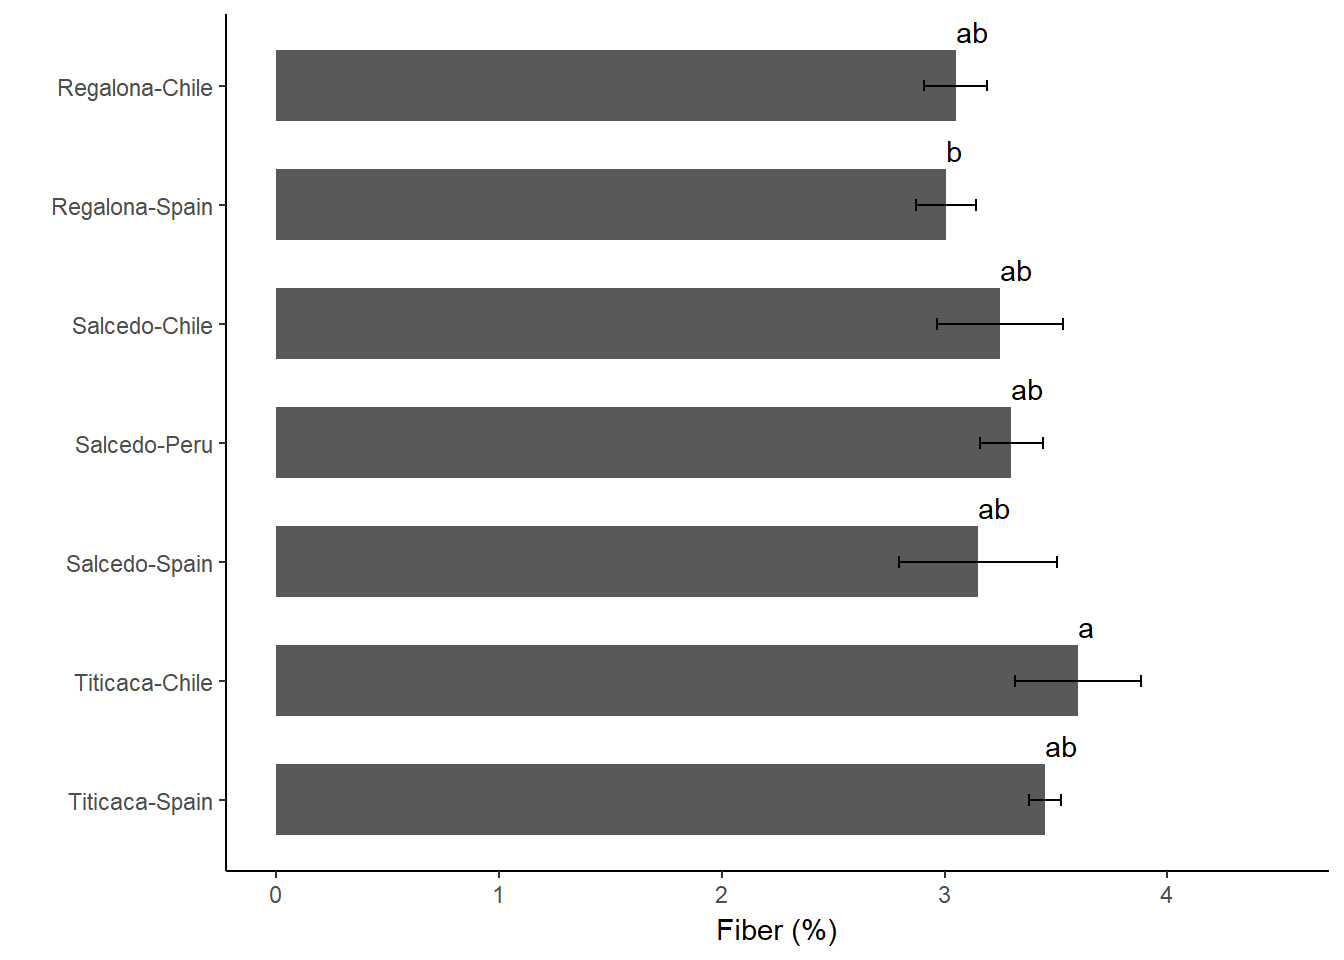 ab
Regalona-Chile
b
Regalona-Spain
ab
Salcedo-Chile
ab
Salcedo-Peru
ab
Salcedo-Spain
a
Titicaca-Chile
ab
Titicaca-Spain
0 1 2 3 4
Fiber (%)